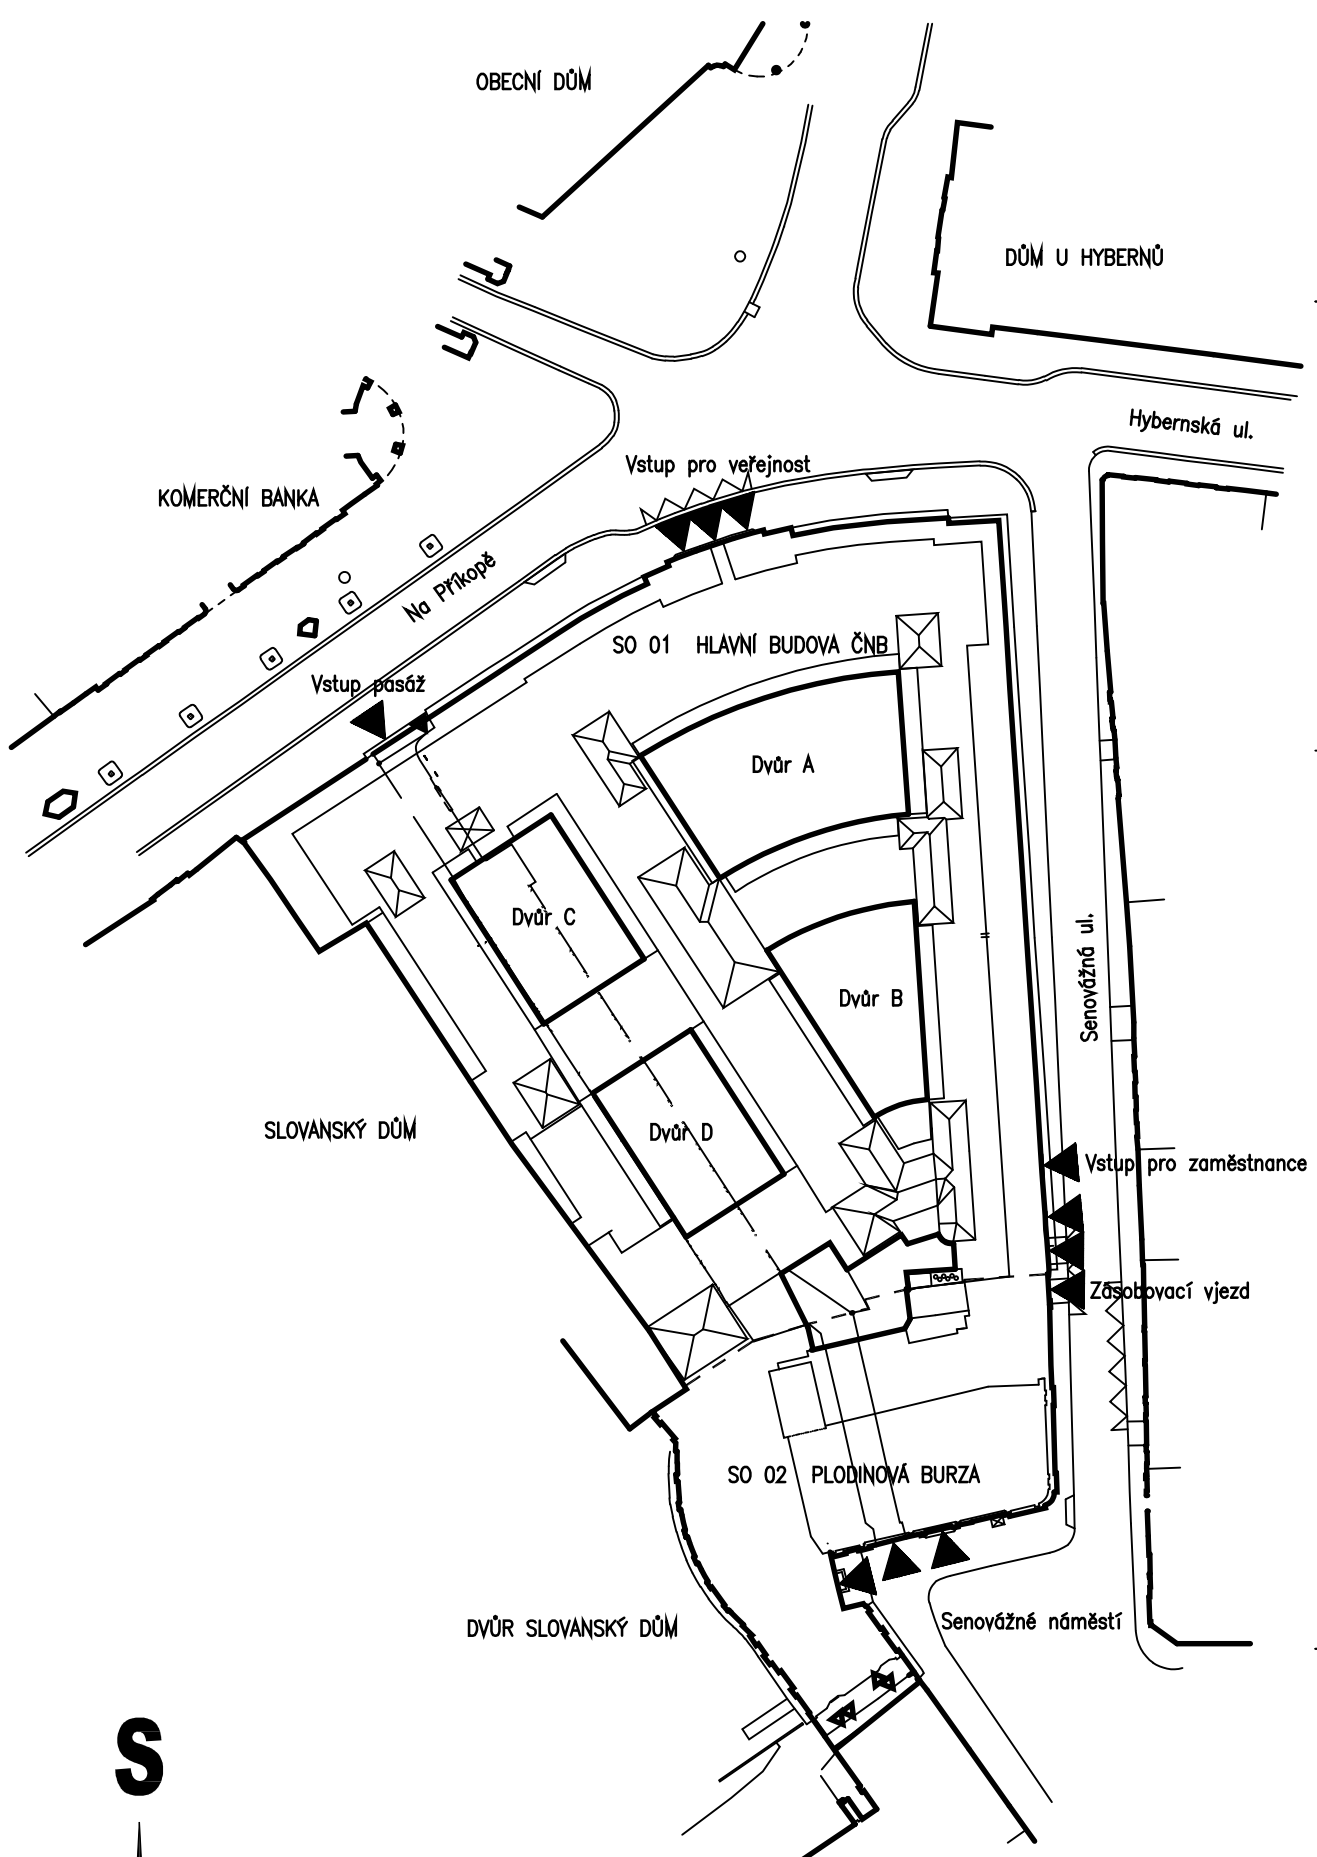 OBECNÍ DŮM
DŮM U HYBERNŮ
Hybernská ul.
Vstup pro veřejnost
KOMERČNÍ BANKA
Na Příkopě
SO 01 HLAVNÍ BUDOVA ČNB
Vstup pasáž
Dvůr A
Dvůr C
Senovážná ul.
Dvůr B
SLOVANSKÝ DŮM
Dvůr D
Vstup pro zaměstnance
Zásobovací vjezd
SO 02 PLODINOVÁ BURZA
DVŮR SLOVANSKÝ DŮM
Senovážné náměstí
S